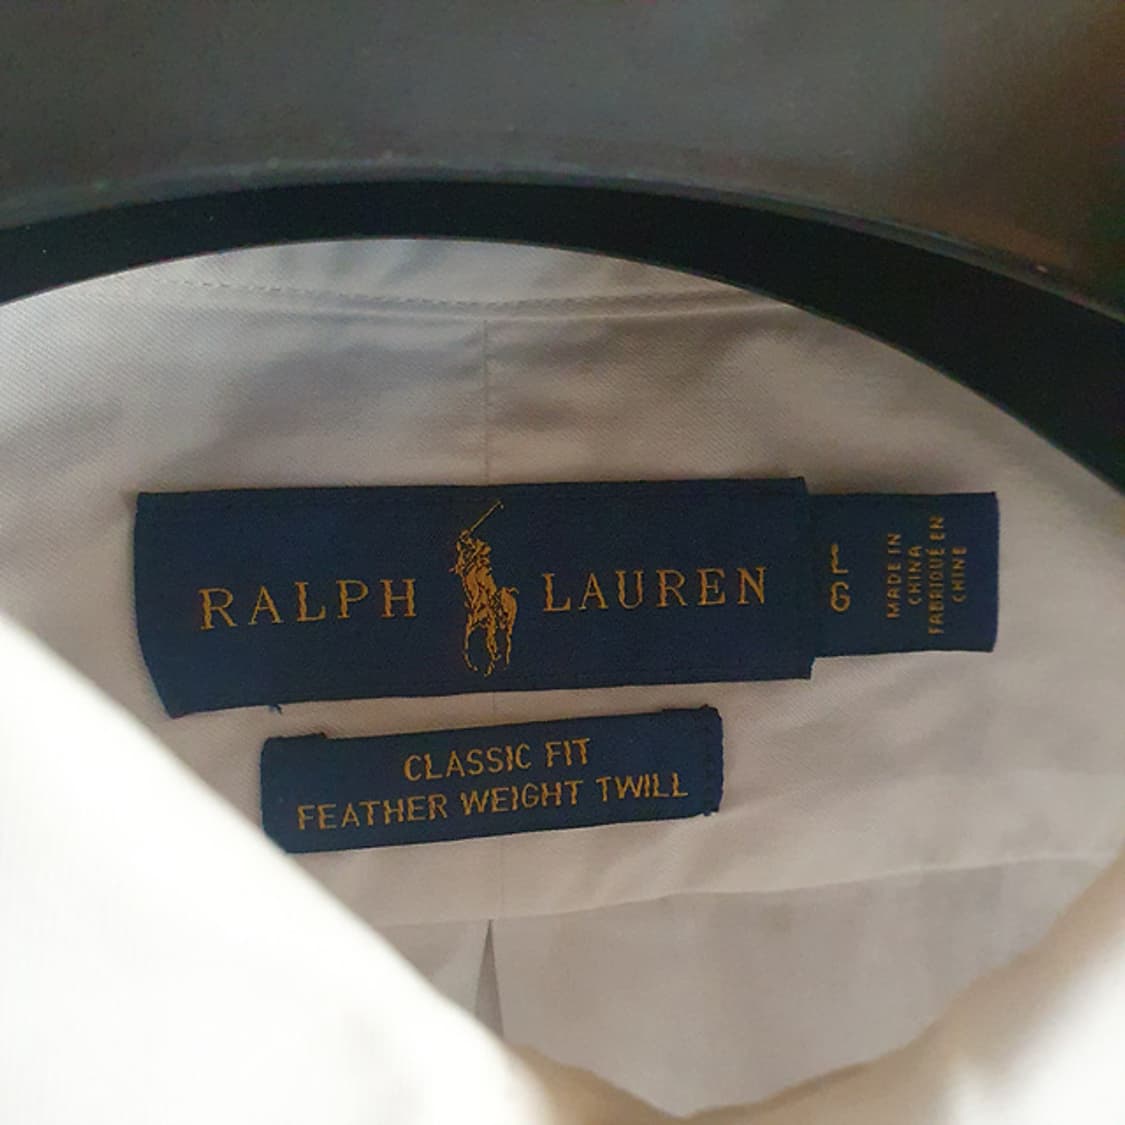 RALPH LAUREN
L
G
MADE IN
CHINA
FABRIQUÉ EN
CHINE
CLASSIC FIT
FEATHER WEIGHT TWILL